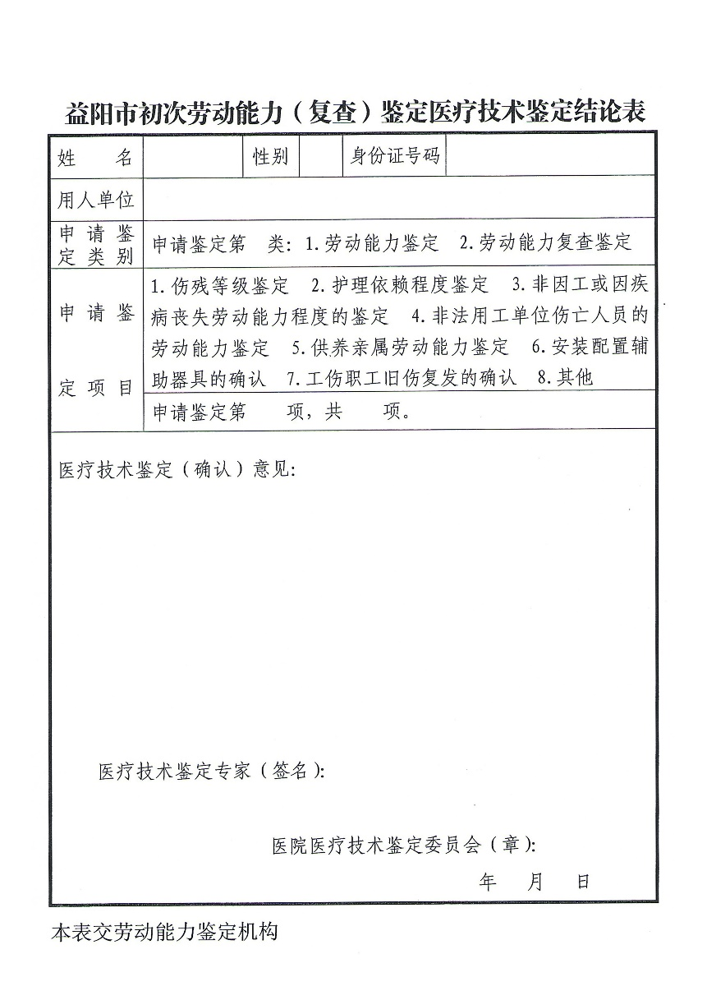 益阳市初次劳动能力（复查）鉴定医疗技术鉴定结论表
姓 名 性别 身份证号码
用人单位
申请鉴定类别 申请鉴定第 类：1.劳动能力鉴定 2.劳动能力复查鉴定
申请鉴定项目
1.伤残等级鉴定 2.护理依赖程度鉴定 3.非因工或因疾
病丧失劳动能力程度的鉴定 4.非法用工单位伤亡人员的
劳动能力鉴定 5.供养亲属劳动能力鉴定 6.安装配置辅
助器具的确认 7.工伤职工旧伤复发的确认 8.其他
申请鉴定第 项，共 项。
医疗技术鉴定（确认）意见：
医疗技术鉴定专家（签名）：
医院医疗技术鉴定委员会（章）：
年 月 日
本表交劳动能力鉴定机构